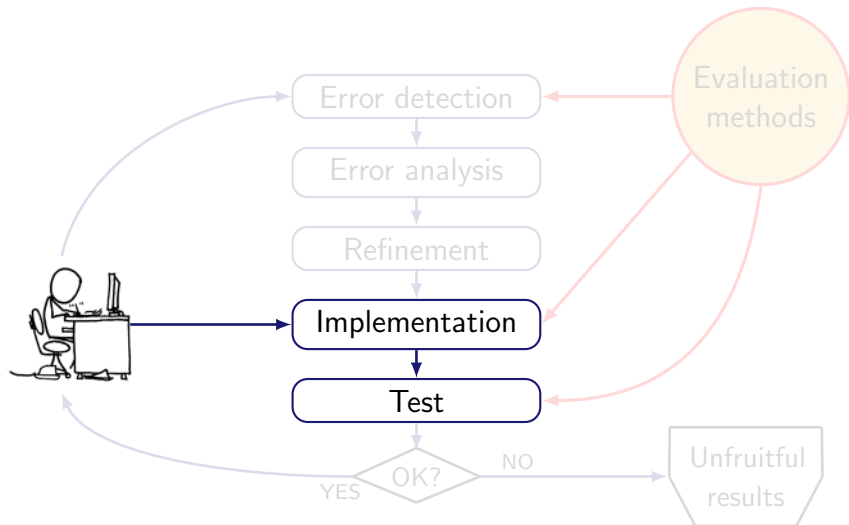 Evaluation
methods
Error detection
Error analysis
Refinement
Implementation
Test
OK?
NO
YES
Unfruitful
results